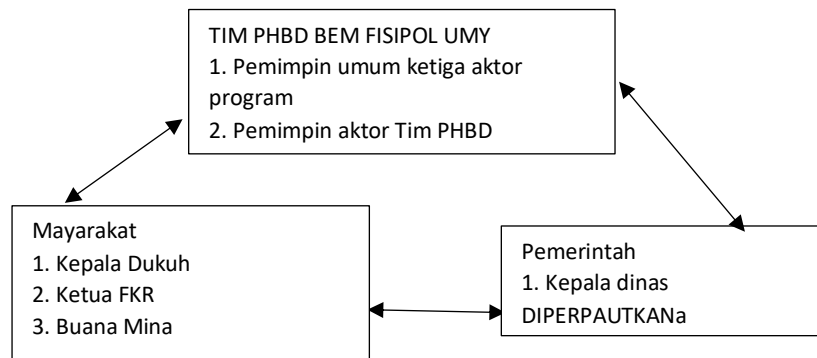 TIM PHBD BEM FISIPOL UMY
1. Pemimpin umum ketiga aktor
program
2. Pemimpin aktor Tim PHBD
Mayarakat
1. Kepala Dukuh
2. Ketua FKR
3. Buana Mina
Pemerintah
1. Kepala dinas
DIPERPAUTKANa